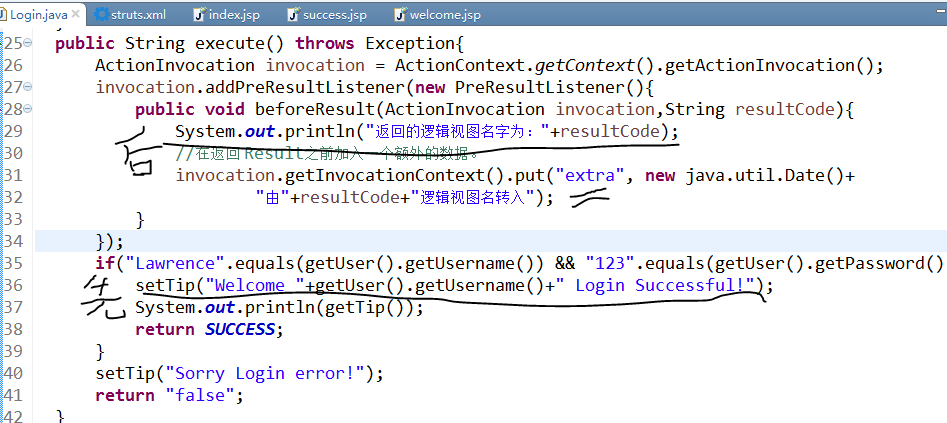 Login.java struts.xml index.jsp success.jsp welcome.jsp
25 public String execute() throws Exception{
26 ActionInvocation invocation = ActionContext.getContext().getActionInvocation();
27 invocation.addPreResultListener(new PreResultListener(){
28 public void beforeResult(ActionInvocation invocation,String resultCode){
29 System.out.println("返回的逻辑视图名字为："+resultCode);
后
30 //在返回Result之前加入一个额外的数据。
31 invocation.getInvocationContext().put("extra", new java.util.Date()+
32 "由"+resultCode+"逻辑视图名转入");
33 }
34 });
35 if("Lawrence".equals(getUser().getUsername()) && "123".equals(getUser().getPassword()
先
36 setTip("Welcome "+getUser().getUsername()+" Login Successful!");
37 System.out.println(getTip());
38 return SUCCESS;
39 }
40 setTip("Sorry Login error!");
41 return "false";
42 }